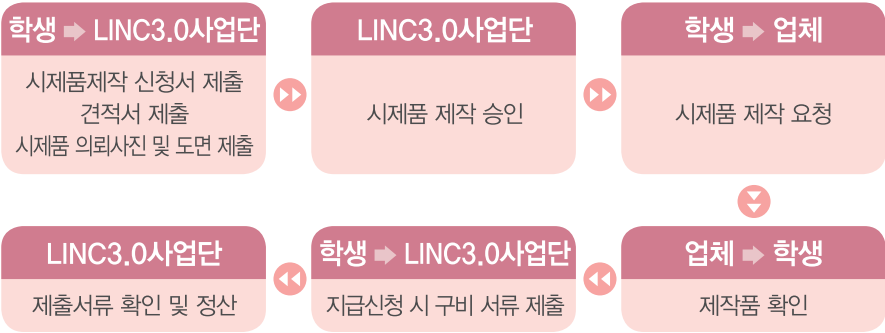 학생 ➡ LINC3.0사업단
시제품제작 신청서 제출
견적서 제출
시제품 의뢰사진 및 도면 제출
LINC3.0사업단
시제품 제작 승인
학생 ➡ 업체
시제품 제작 요청
업체 ➡ 학생
제작품 확인
학생 ➡ LINC3.0사업단
지급신청 시 구비 서류 제출
LINC3.0사업단
제출서류 확인 및 정산